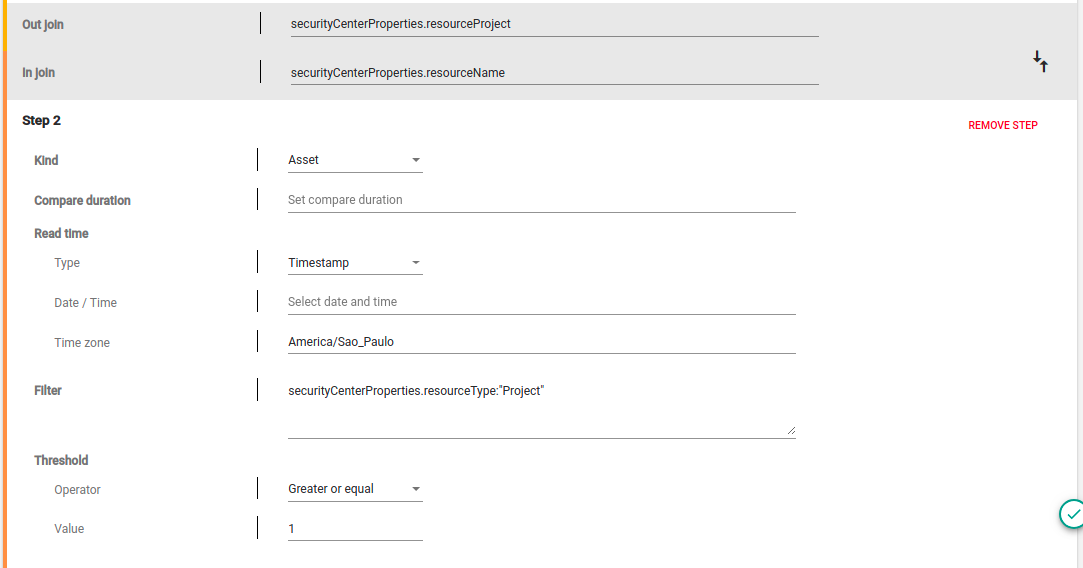 Out join securityCenterProperties.resourceProject
In join securityCenterProperties.resourceName
Step 2
REMOVE STEP
Kind Asset
Compare duration Set compare duration
Read time
Type Timestamp
Date / Time Select date and time
Time zone America/Sao_Paulo
Filter securityCenterProperties.resourceType:"Project"
Threshold
Operator Greater or equal
Value 1